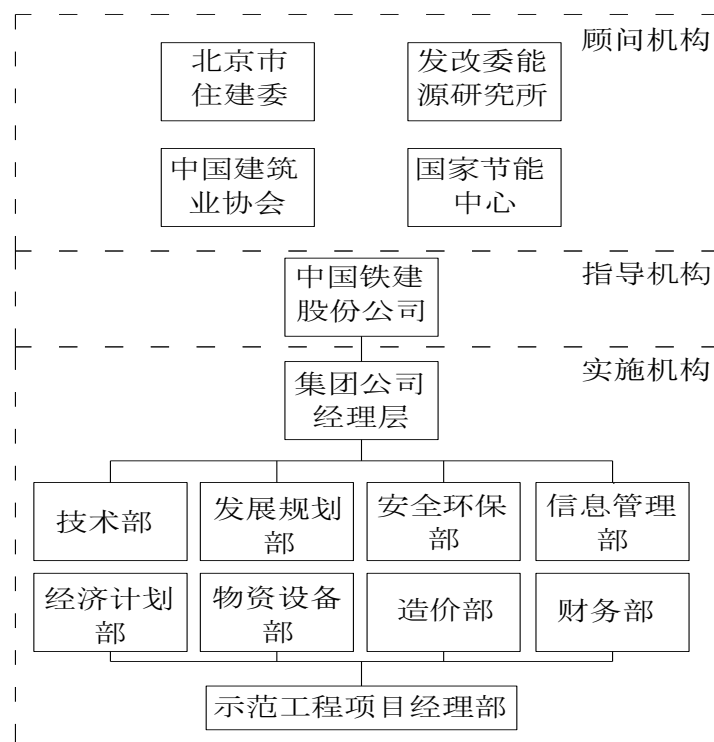 顾问机构
北京市
住建委
发改委能
源研究所
中国建筑
业协会
国家节能
中心
指导机构
中国铁建
股份公司
实施机构
集团公司
经理层
技术部
发展规划
部
安全环保
部
信息管理
部
经济计划
部
物资设备
部
造价部
财务部
示范工程项目经理部